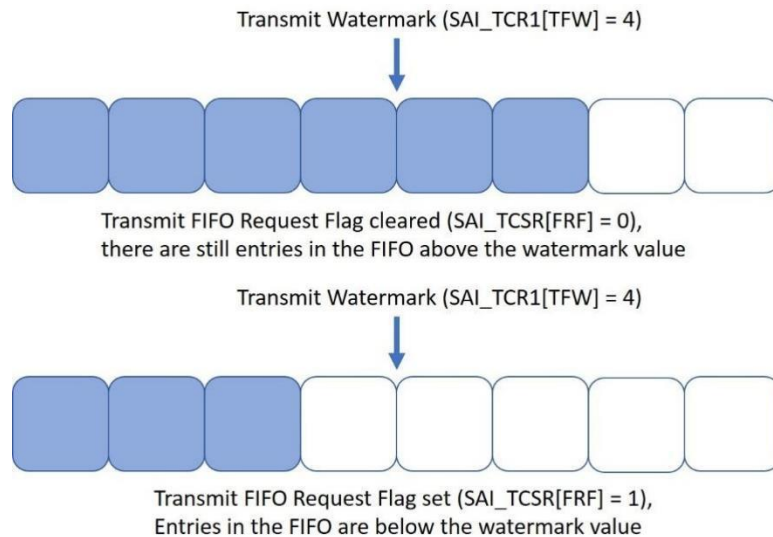 Transmit Watermark (SAI_TCR1[TFW] = 4)
Transmit FIFO Request Flag cleared (SAI_TCSR[FRF] = 0),
there are still entries in the FIFO above the watermark value
Transmit Watermark (SAI_TCR1[TFW] = 4)
Transmit FIFO Request Flag set (SAI_TCSR[FRF] = 1),
Entries in the FIFO are below the watermark value